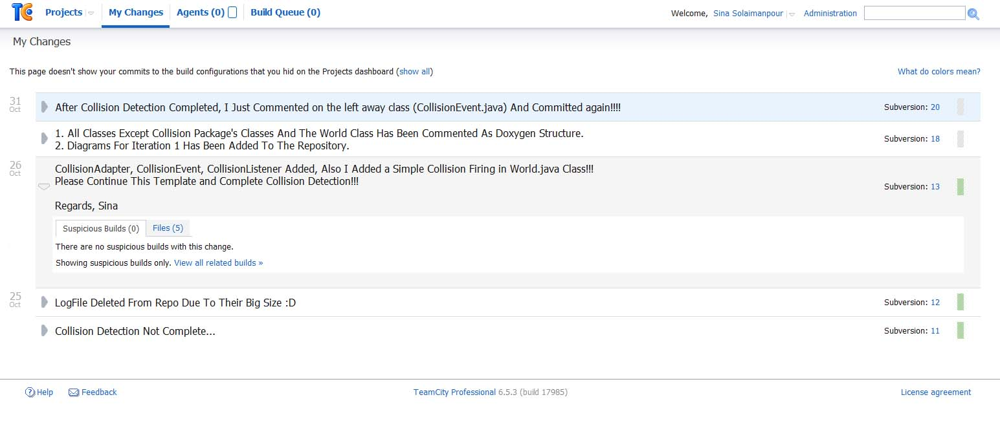 TC Projects My Changes Agents (0) Build Queue (0) Welcome, Sina Solaimanpour Administration
My Changes
This page doesn't show your commits to the build configurations that you hid on the Projects dashboard (show all) What do colors mean?
31 Oct After Collision Detection Completed, I Just Commented on the left away class (CollisionEvent.java) And Committed again!!!! Subversion: 20
1. All Classes Except Collision Package's Classes And The World Class Has Been Commented As Doxygen Structure.
2. Diagrams For Iteration 1 Has Been Added To The Repository.
Subversion: 18
26 Oct
CollisionAdapter, CollisionEvent, CollisionListener Added, Also I Added a Simple Collision Firing in World.java Class!!!
Please Continue This Template and Complete Collision Detection!!!
Subversion: 13
Regards, Sina
Suspicious Builds (0) Files (5)
There are no suspicious builds with this change.
Showing suspicious builds only. View all related builds »
25 Oct LogFile Deleted From Repo Due To Their Big Size :D Subversion: 12
Collision Detection Not Complete... Subversion: 11
? Help Feedback TeamCity Professional 6.5.3 (build 17985) License agreement